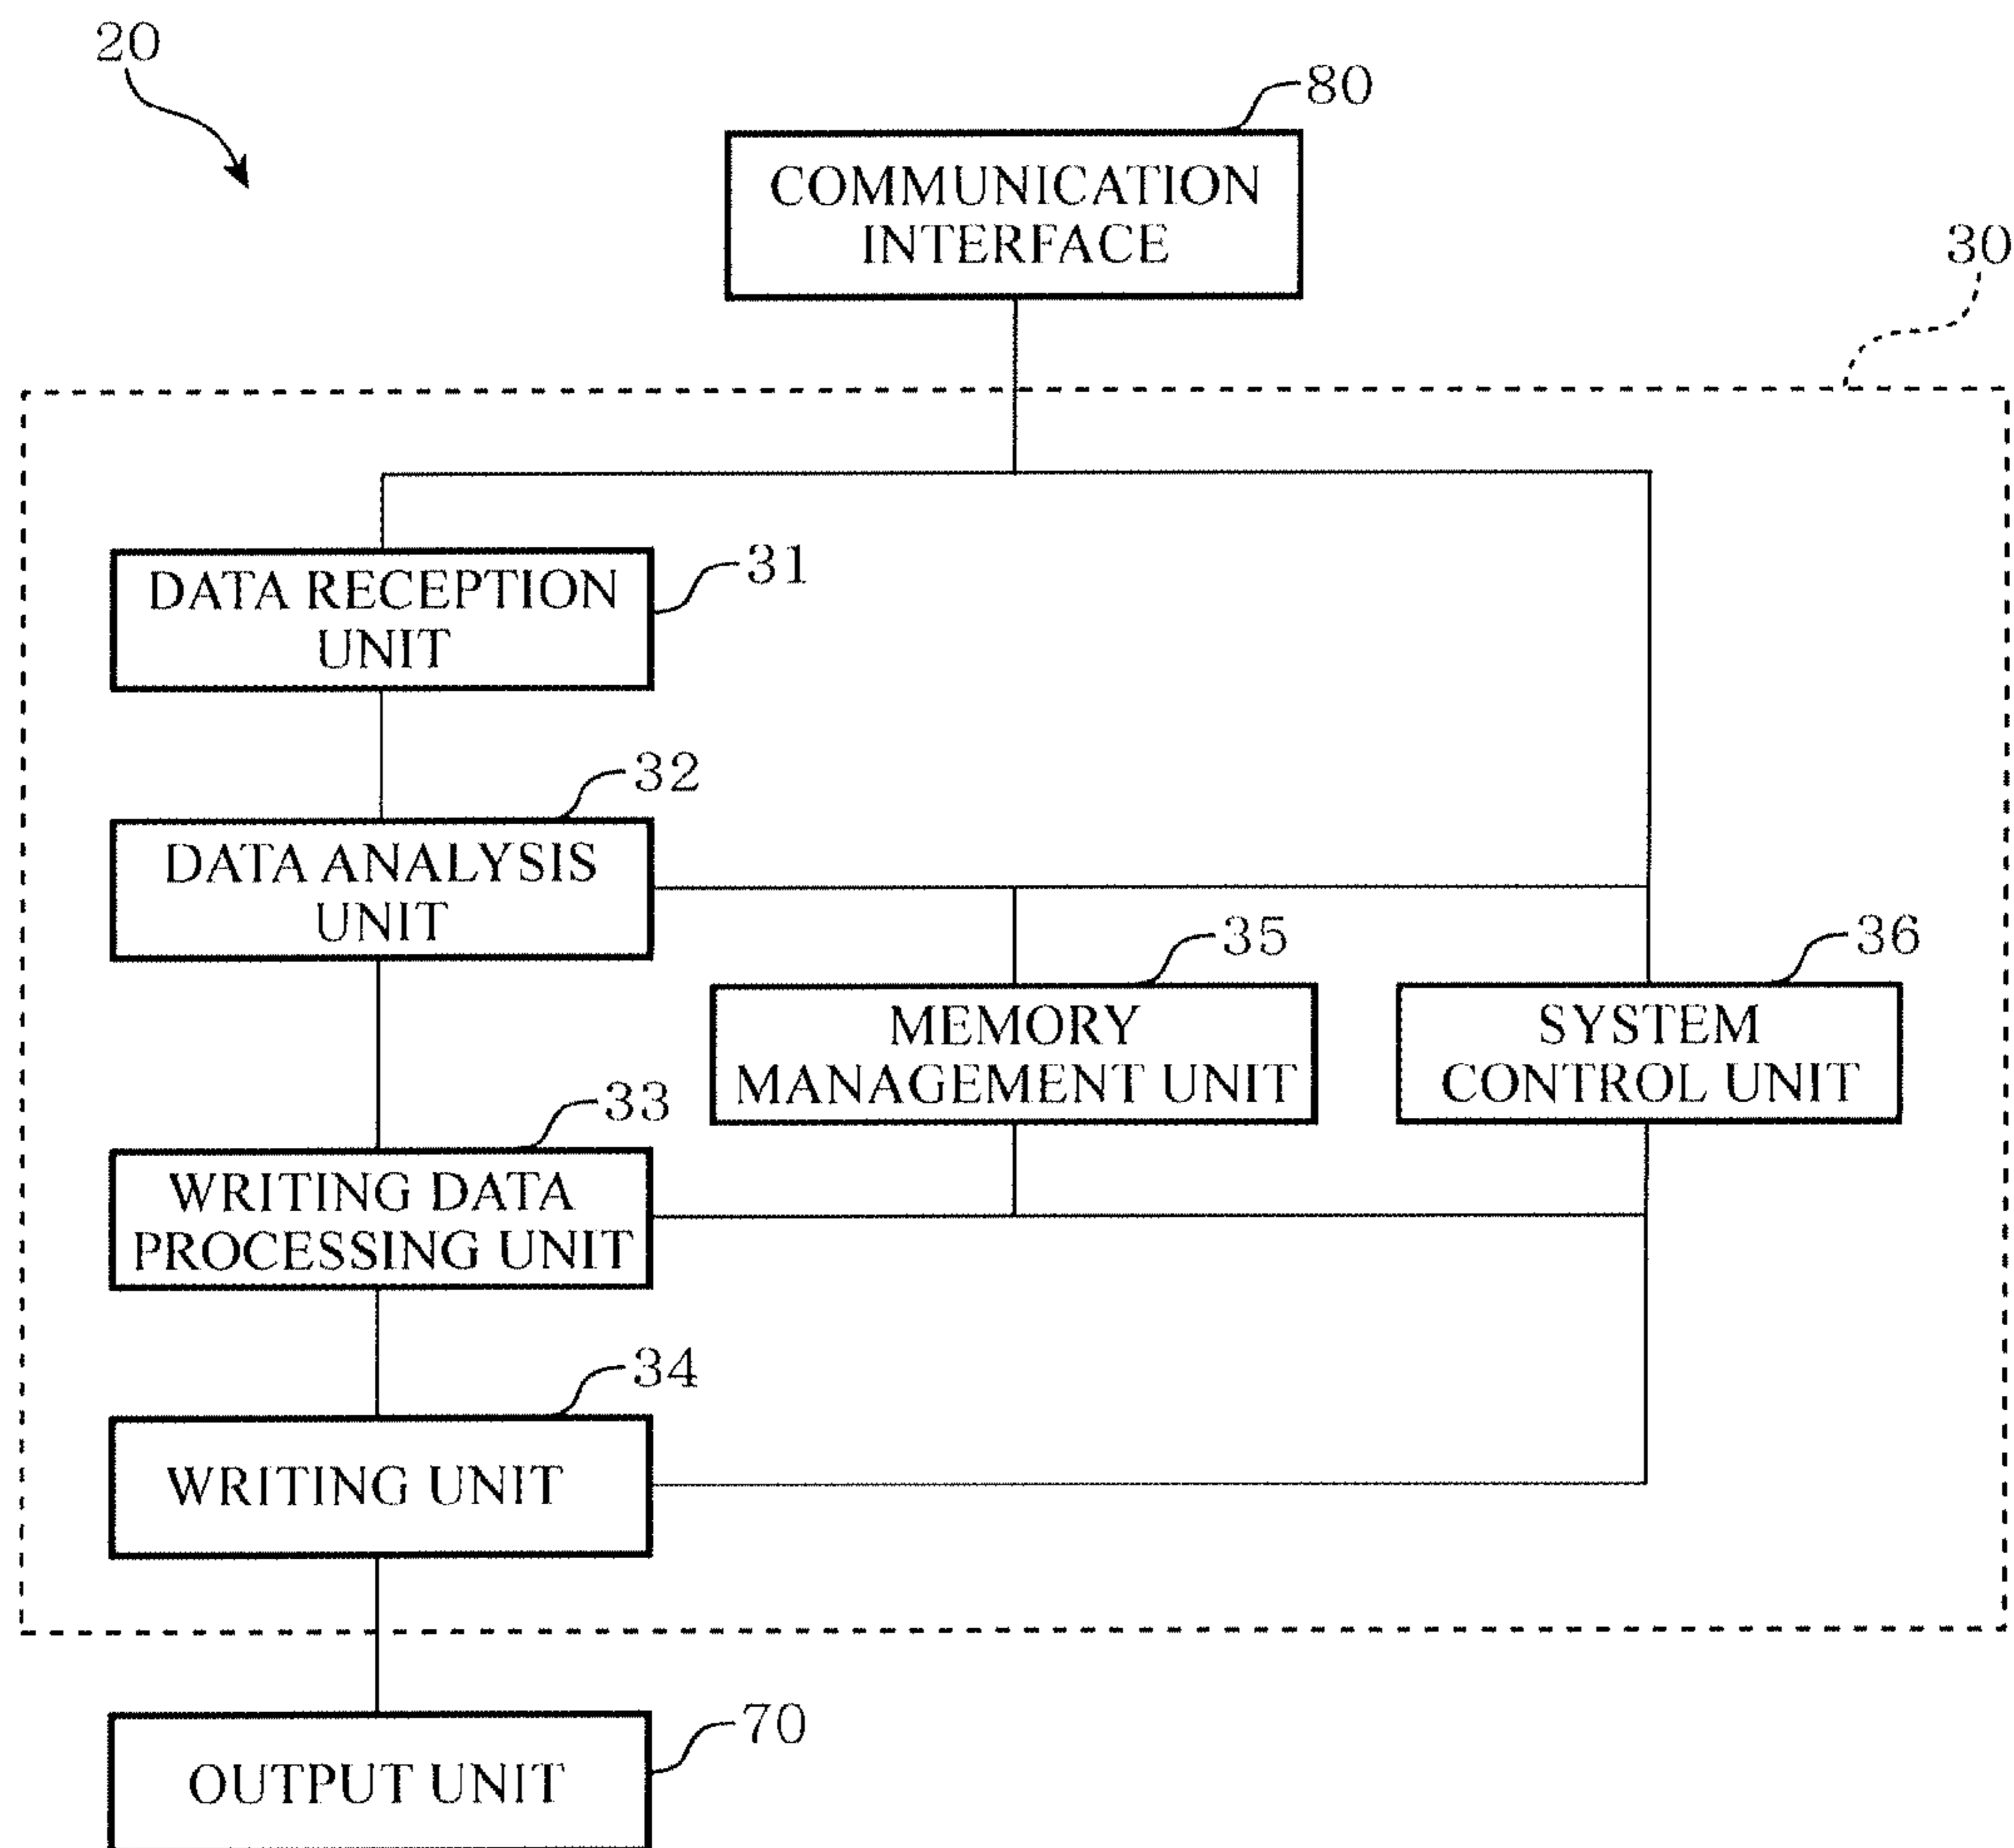 20
80
COMMUNICATION
INTERFACE
30
DATA RECEPTION
UNIT
31
32
DATA ANALYSIS
UNIT
35
MEMORY
MANAGEMENT UNIT
36
SYSTEM
CONTROL UNIT
33
WRITING DATA
PROCESSING UNIT
34
WRITING UNIT
70
OUTPUT UNIT